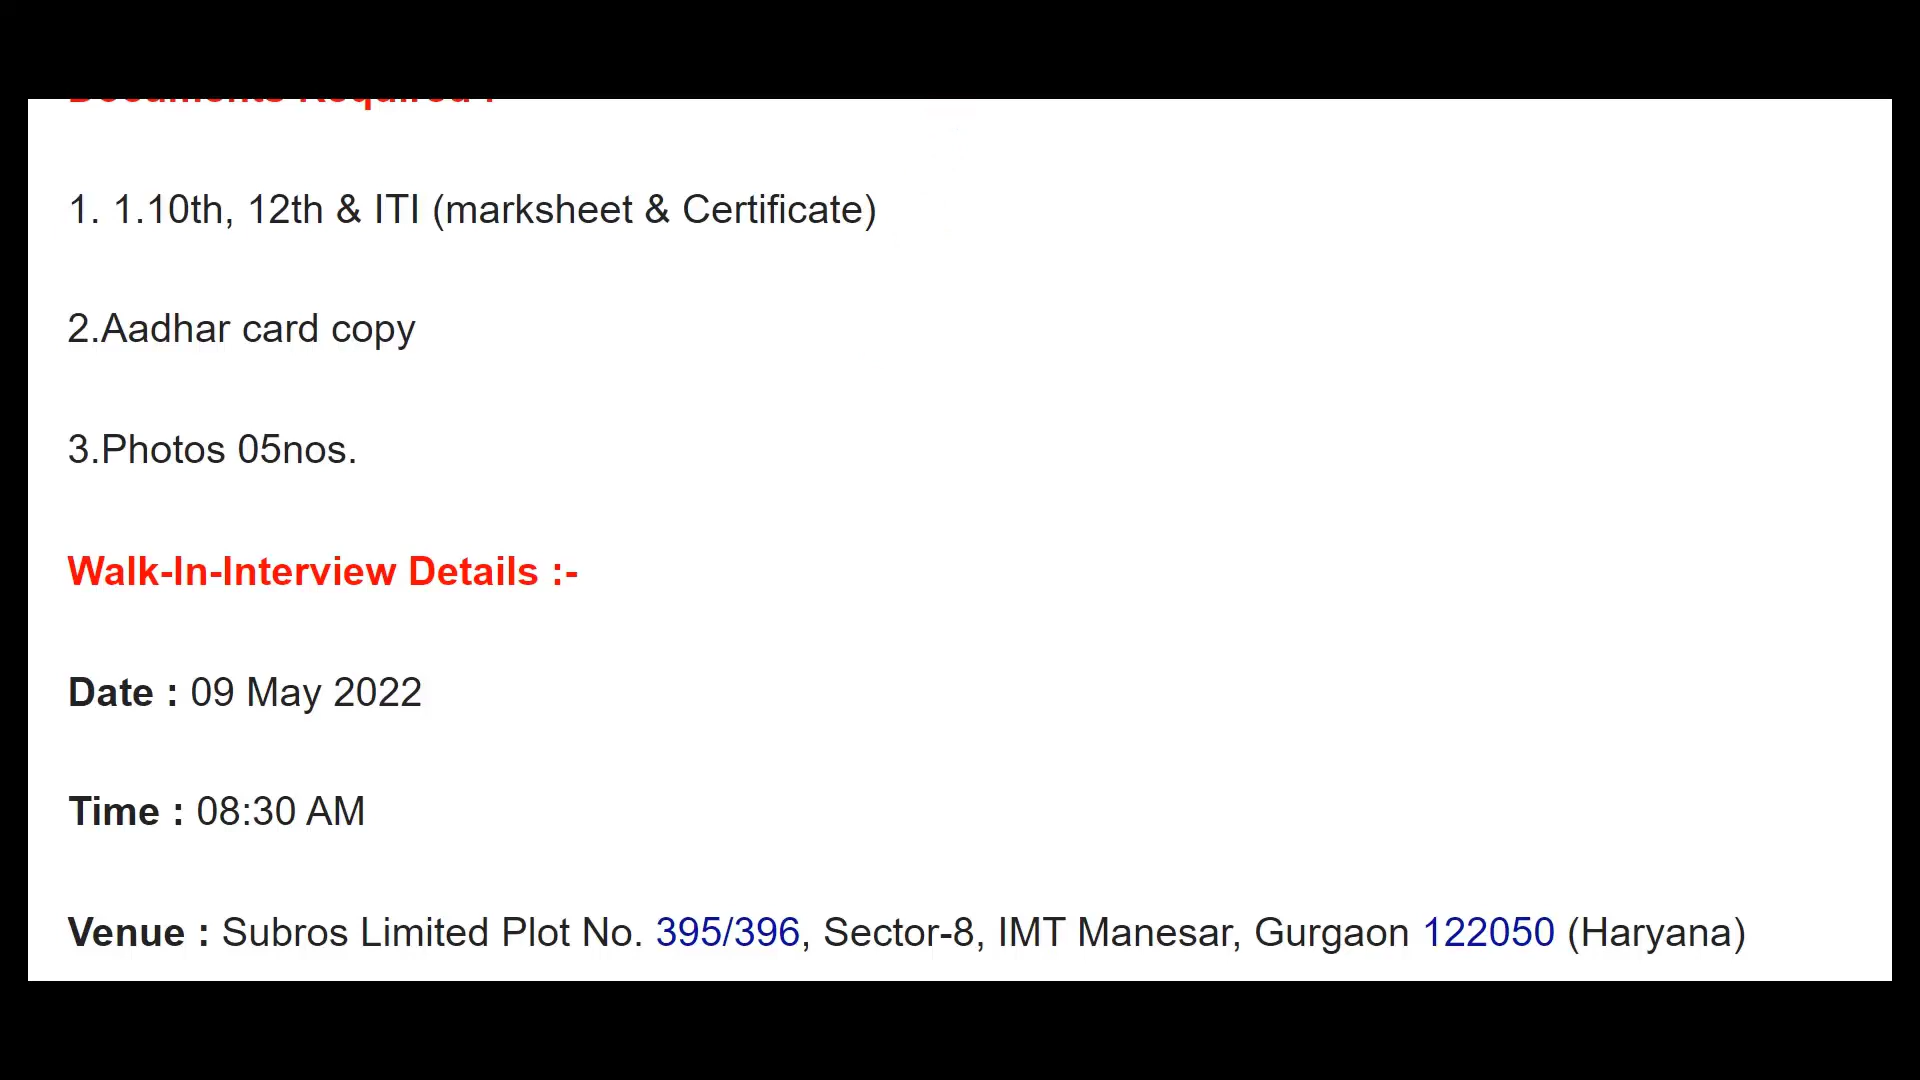 Documents Required :
1. 1.10th, 12th & ITI (marksheet & Certificate)
2.Aadhar card copy
3.Photos 05nos.
Walk-In-Interview Details :-
Date : 09 May 2022
Time : 08:30 AM
Venue : Subros Limited Plot No. 395/396, Sector-8, IMT Manesar, Gurgaon 122050 (Haryana)